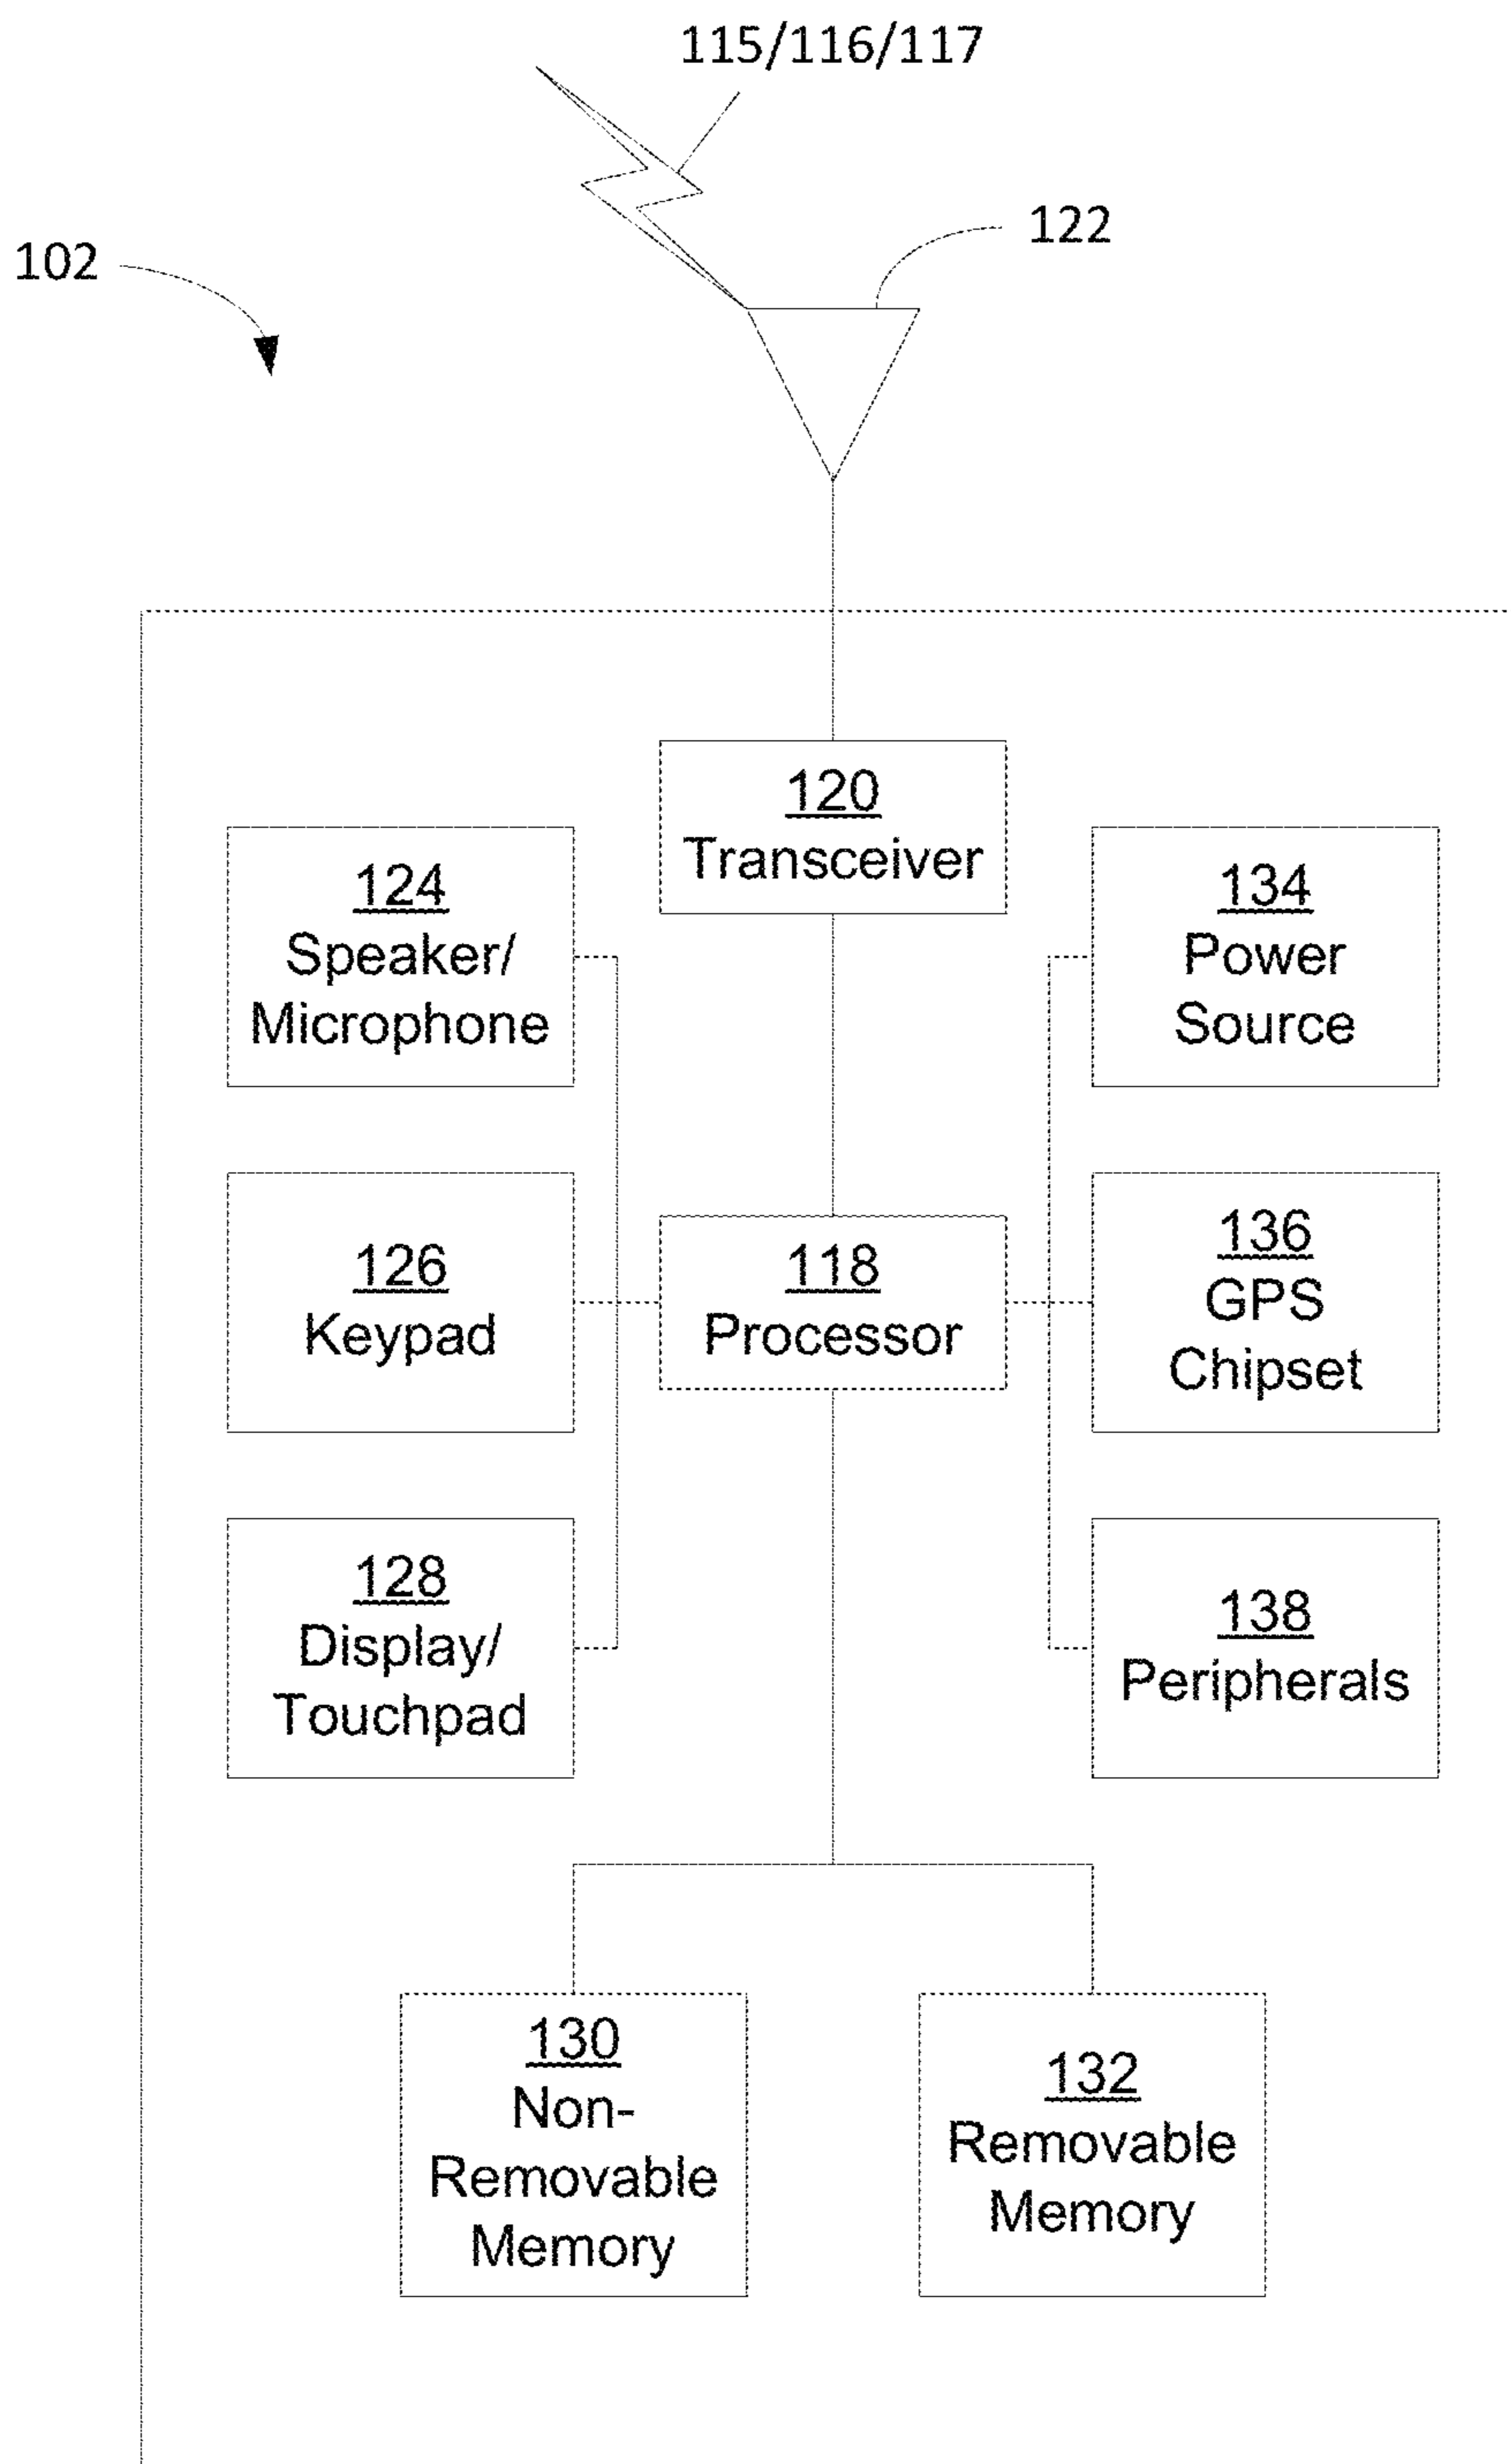 115/116/117
122
102
120
Transceiver
124
Speaker/
Microphone
134
Power
Source
126
Keypad
118
Processor
136
GPS
Chipset
128
Display/
Touchpad
138
Peripherals
130
Non-
Removable
Memory
132
Removable
Memory